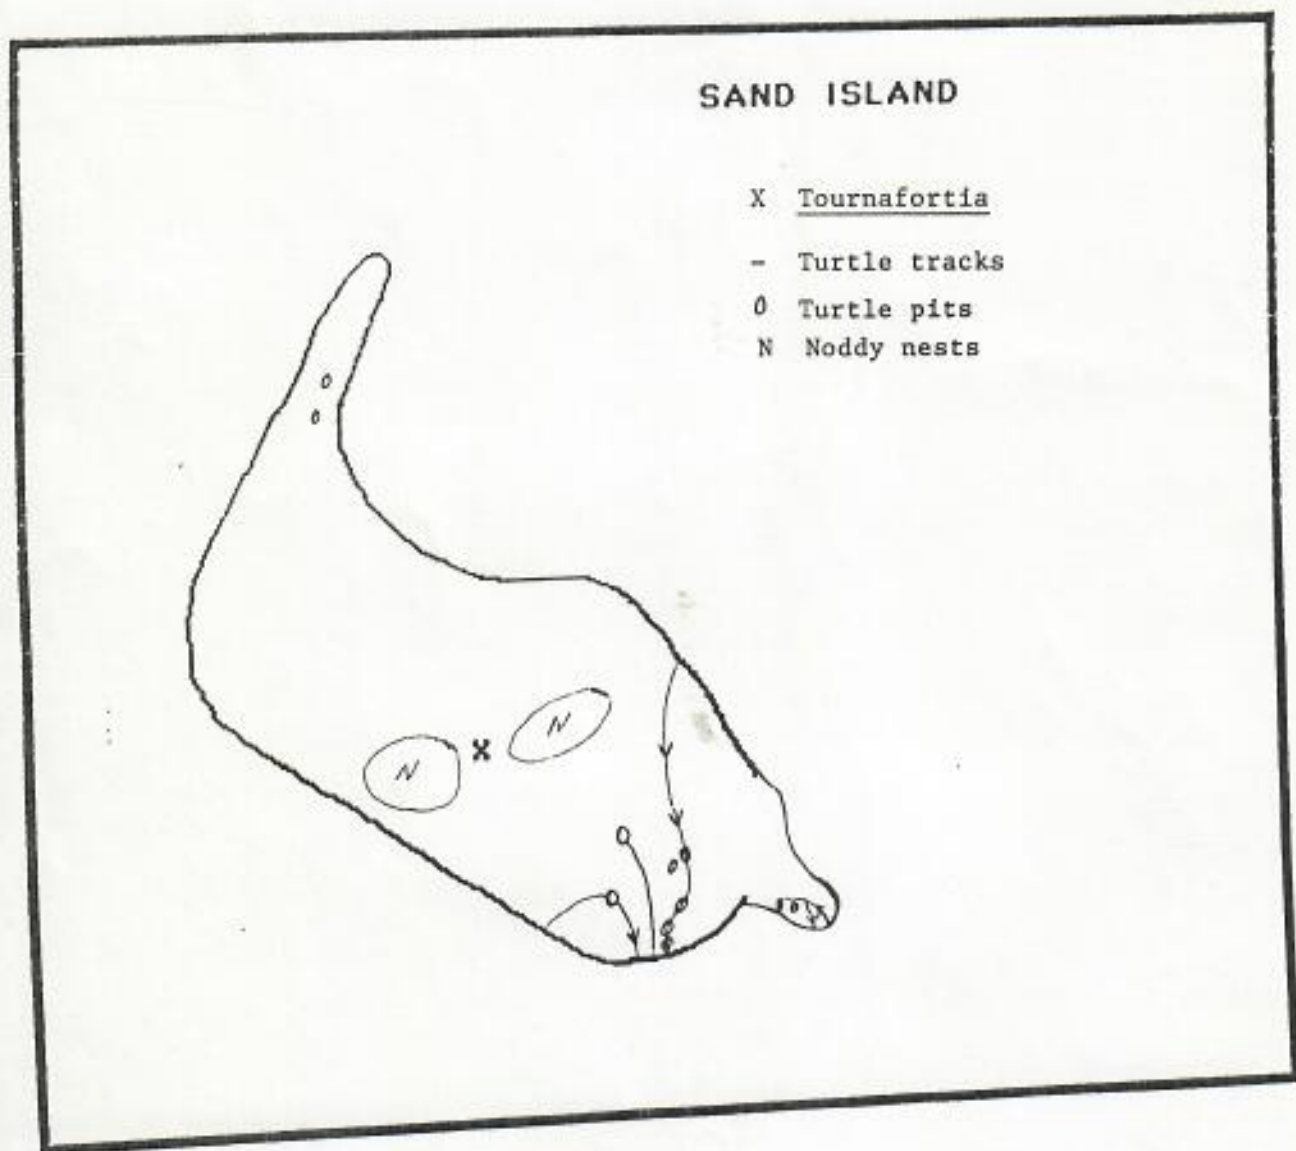 SAND ISLAND
X Tournafortia
- Turtle tracks
0 Turtle pits
N Noddy nests
N
X
N